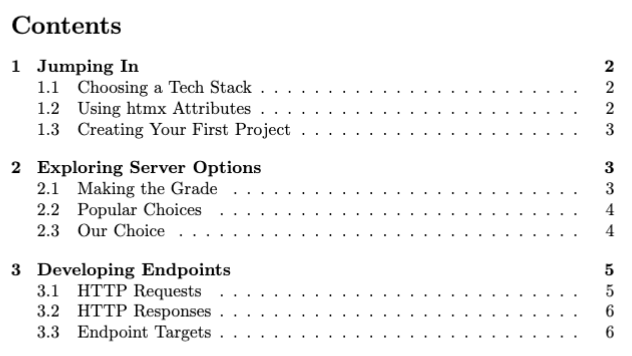 Contents
1 Jumping In 2
1.1 Choosing a Tech Stack . . . . . . . . . . . . . . . . . . . . . . . . 2
1.2 Using htmx Attributes . . . . . . . . . . . . . . . . . . . . . . . . 2
1.3 Creating Your First Project . . . . . . . . . . . . . . . . . . . . . 3
2 Exploring Server Options 3
2.1 Making the Grade . . . . . . . . . . . . . . . . . . . . . . . . . . 3
2.2 Popular Choices . . . . . . . . . . . . . . . . . . . . . . . . . . . 4
2.3 Our Choice . . . . . . . . . . . . . . . . . . . . . . . . . . . . . . 4
3 Developing Endpoints 5
3.1 HTTP Requests . . . . . . . . . . . . . . . . . . . . . . . . . . . 5
3.2 HTTP Responses . . . . . . . . . . . . . . . . . . . . . . . . . . . 6
3.3 Endpoint Targets . . . . . . . . . . . . . . . . . . . . . . . . . . . 6